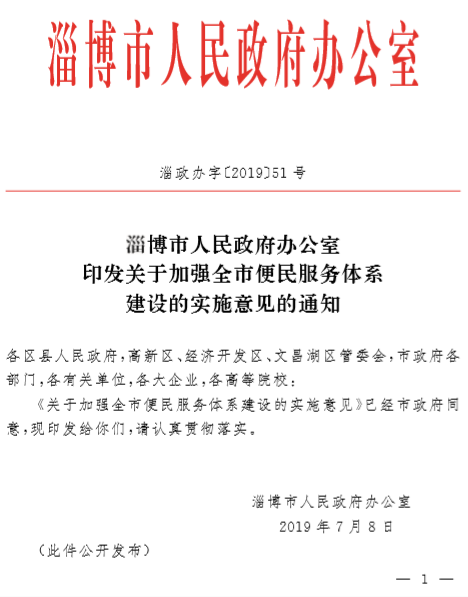 淄博市人民政府办公室
淄政办字〔2019〕51 号
淄博市人民政府办公室
印发关于加强全市便民服务体系
建设的实施意见的通知
各区县人民政府,高新区、经济开发区、文昌湖区管委会,市政府各
部门,各有关单位,各大企业,各高等院校:
《关于加强全市便民服务体系建设的实施意见》已经市政府同
意,现印发给你们,请认真贯彻落实。
淄博市人民政府办公室
2019 年 7 月 8 日
(此件公开发布)
— 1 —